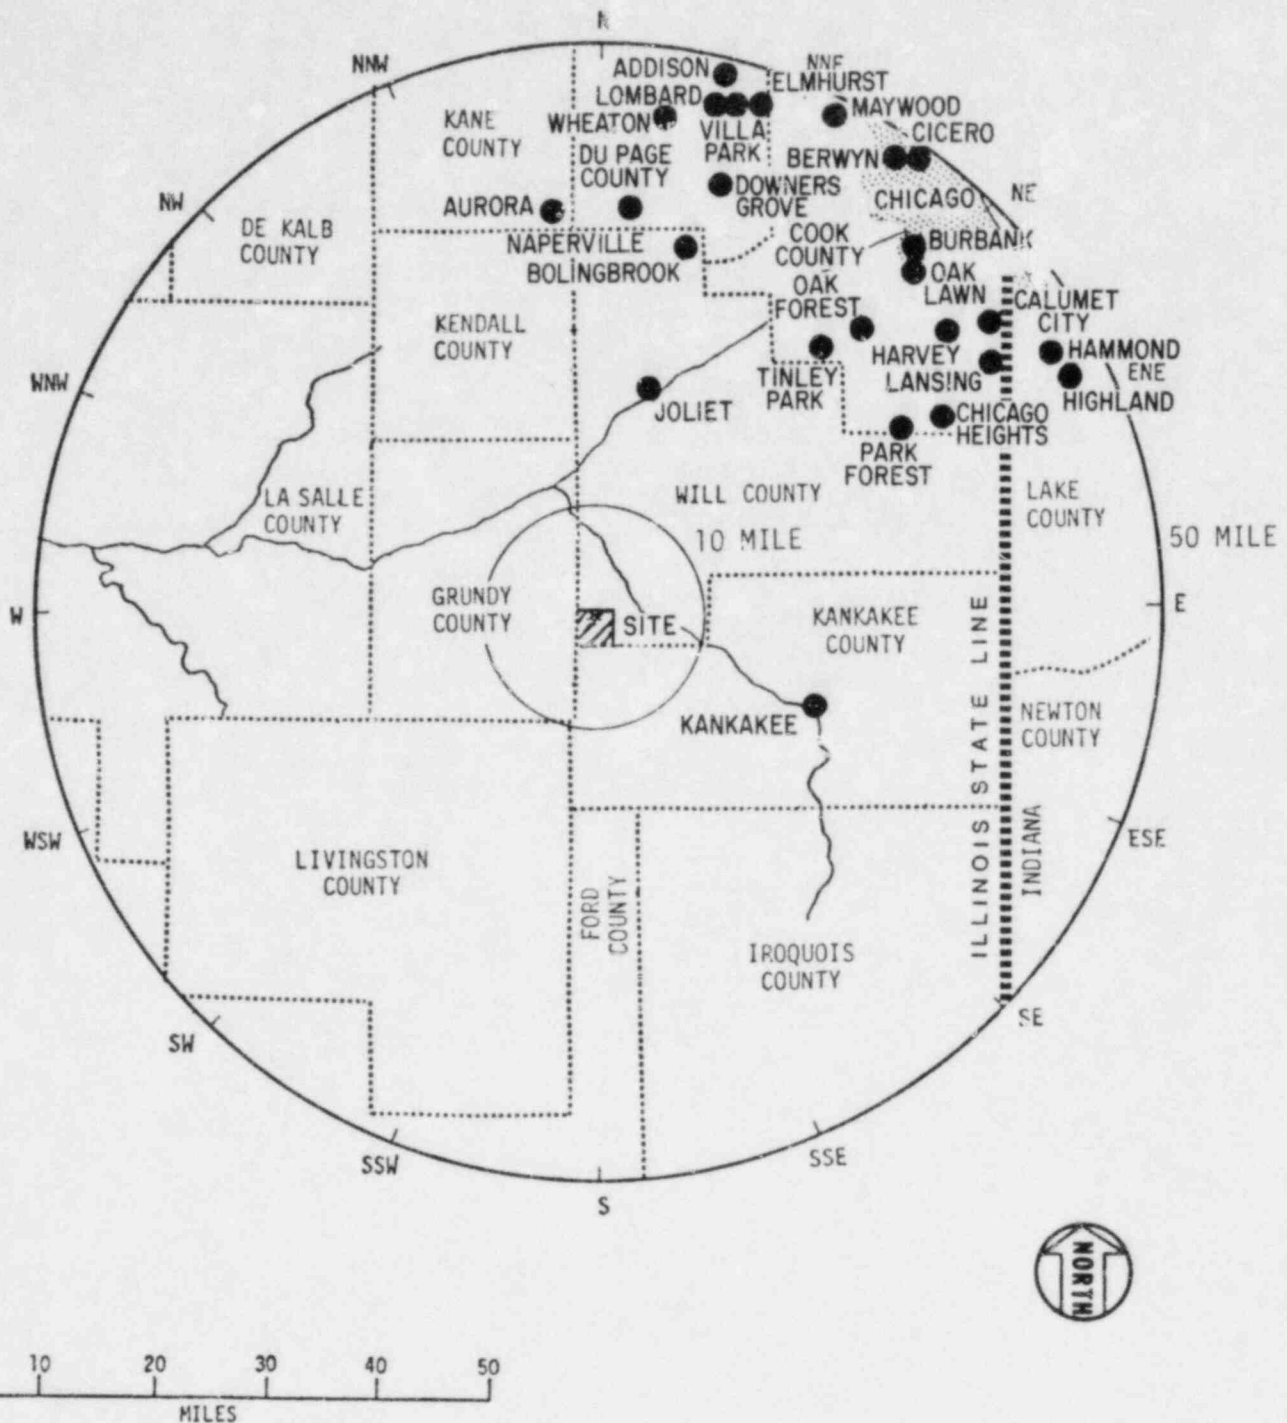 N
NNW
NNE
ADDISON
ELMHURST
LOMBARD
MAYWOOD
WHEATON
VILLA
PARK
CICERO
KANE
COUNTY
DU PAGE
COUNTY
BERWYN
NE
NW
AURORA
DOWNERS
GROVE
CHICAGO
DE KALB
COUNTY
NAPERVILLE
COOK
COUNTY
BURBANK
BOLINGBROOK
OAK
LAWN
OAK
FOREST
CALUMET
CITY
KENDALL
COUNTY
HARVEY
HAMMOND
WNW
TINLEY
PARK
LANSING
ENE
HIGHLAND
JOLIET
CHICAGO
HEIGHTS
PARK
FOREST
LA SALLE
COUNTY
WILL COUNTY
LAKE
COUNTY
10 MILE
50 MILE
W
GRUNDY
COUNTY
SITE
KANKAKEE
COUNTY
E
KANKAKEE
NEWTON
COUNTY
ILLINOIS STATE LINE
INDIANA
WSW
ESE
LIVINGSTON
COUNTY
FORD
COUNTY
IROQUOIS
COUNTY
SW
SE
SSW
SSE
S
NORTH
10 20 30 40 50
MILES